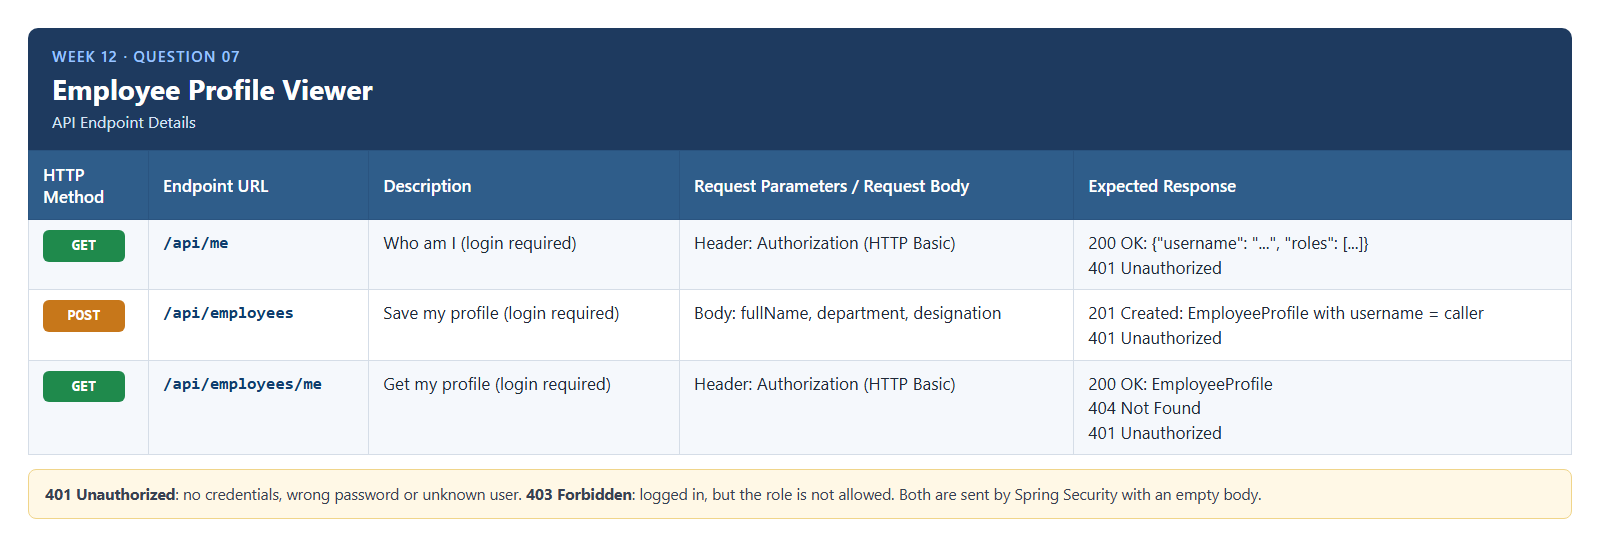 WEEK 12 · QUESTION 07
Employee Profile Viewer
API Endpoint Details
HTTP Method
Endpoint URL
Description
Request Parameters / Request Body
Expected Response
GET
/api/me
Who am I (login required)
Header: Authorization (HTTP Basic)
200 OK: {"username": "...", "roles": [...]}
401 Unauthorized
POST
/api/employees
Save my profile (login required)
Body: fullName, department, designation
201 Created: EmployeeProfile with username = caller
401 Unauthorized
GET
/api/employees/me
Get my profile (login required)
Header: Authorization (HTTP Basic)
200 OK: EmployeeProfile
404 Not Found
401 Unauthorized
401 Unauthorized: no credentials, wrong password or unknown user. 403 Forbidden: logged in, but the role is not allowed. Both are sent by Spring Security with an empty body.